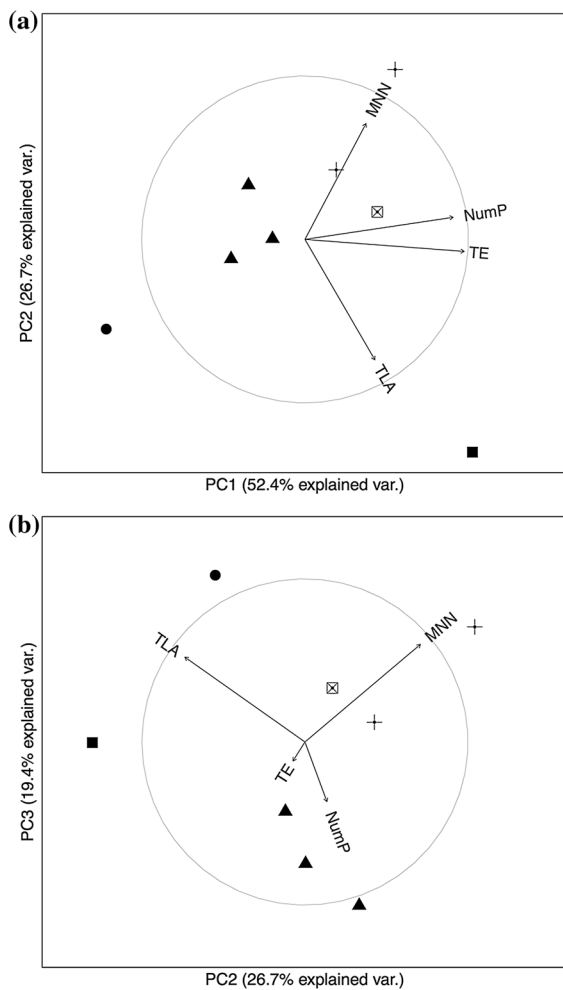 (a)
MNN
NumP
TE
TLA
PC2 (26.7% explained var.)
PC1 (52.4% explained var.)
(b)
TLA
MNN
TE
NumP
PC3 (19.4% explained var.)
PC2 (26.7% explained var.)